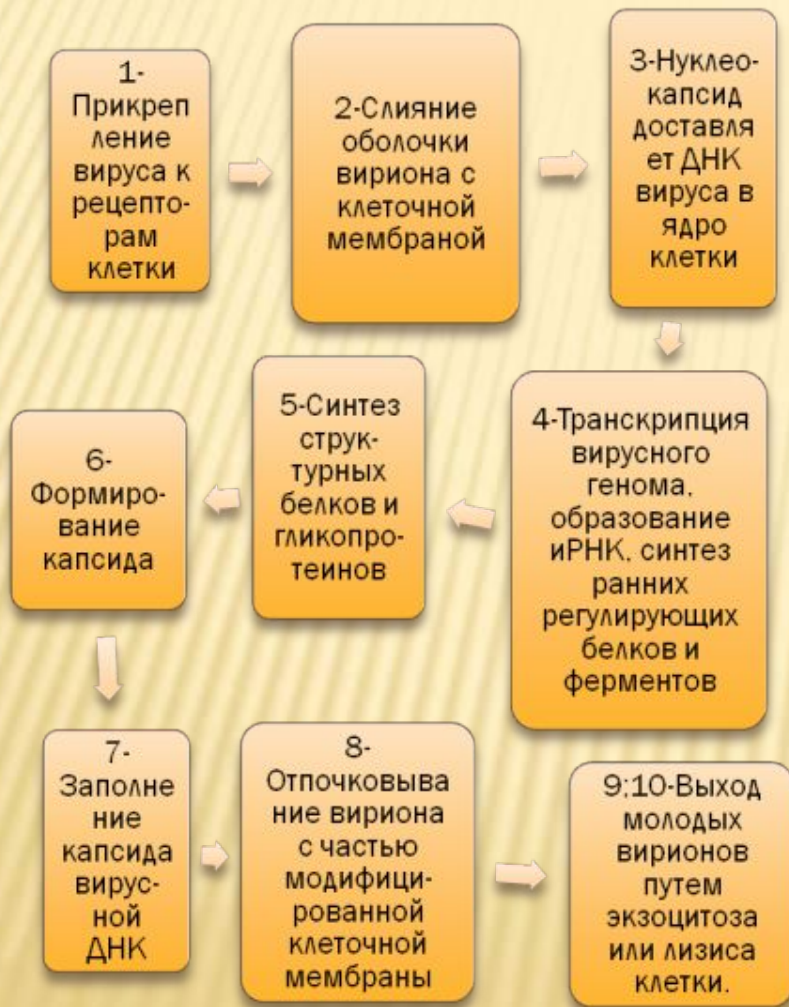 1-
Прикреп
ление
вируса к
рецепто-
рам
клетки
2-Слияние
оболочки
вириона с
клеточной
мембраной
3-Нуклео-
капсид
доставля
ет ДНК
вируса в
ядро
клетки
4-Транскрипция
вирусного
генома,
образование
иРНК, синтез
ранних
регулирующих
белков и
ферментов
5-Синтез
струк-
турных
белков и
гликопро-
теинов
6-
Формиро-
вание
капсида
7-
Заполне
ние
капсида
вирус-
ной
ДНК
8-
Отпочковыва
ние вириона
с частью
модифици-
рованной
клеточной
мембраны
9;10-Выход
молодых
вирионов
путем
экзоцитоза
или лизиса
клетки.